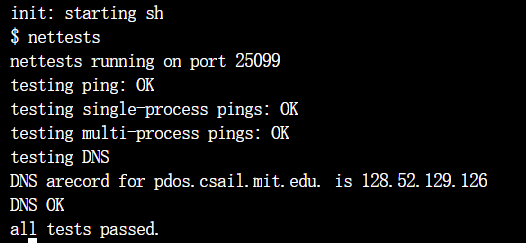 init: starting sh
$ nettests
nettests running on port 25099
testing ping: OK
testing single-process pings: OK
testing multi-process pings: OK
testing DNS
DNS arecord for pdos.csail.mit.edu. is 128.52.129.126
DNS OK
all tests passed.